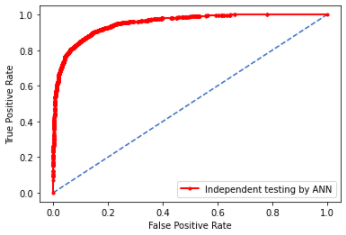 1.0
0.8
0.6
0.4
0.2
0.0
True Positive Rate
Independent testing by ANN
0.0 0.2 0.4 0.6 0.8 1.0
False Positive Rate